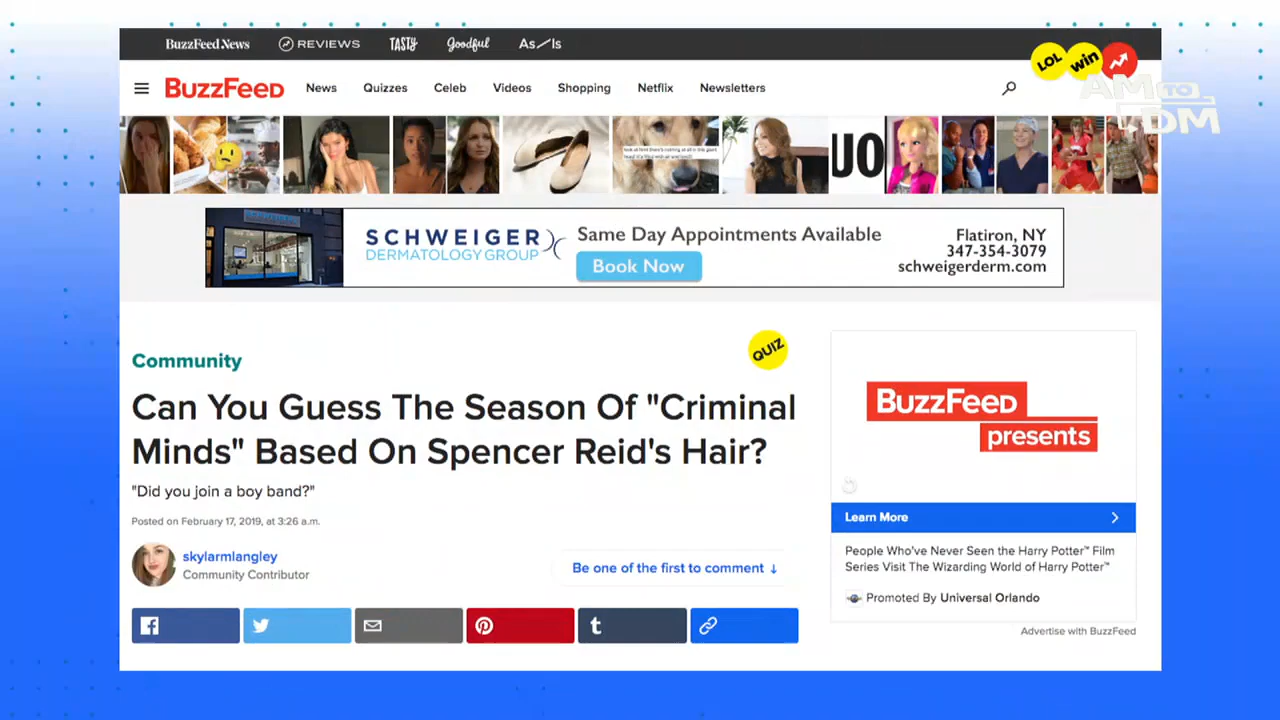 BuzzFeed News REVIEWS TASTY Goodful As/Is
LOL win
AM TO DM
BuzzFeed News Quizzes Celeb Videos Shopping Netflix Newsletters
UO
SCHWEIGER
DERMATOLOGY GROUP
Same Day Appointments Available
Book Now
Flatiron, NY
347-354-3079
schweigerderm.com
Community
QUIZ
Can You Guess The Season Of "Criminal
Minds" Based On Spencer Reid's Hair?
"Did you join a boy band?"
Posted on February 17, 2019, at 3:26 a.m.
skylarmlangley
Community Contributor
Be one of the first to comment ↓
BuzzFeed
presents
Learn More
People Who've Never Seen the Harry Potter™ Film
Series Visit The Wizarding World of Harry Potter™
Promoted By Universal Orlando
Advertise with BuzzFeed